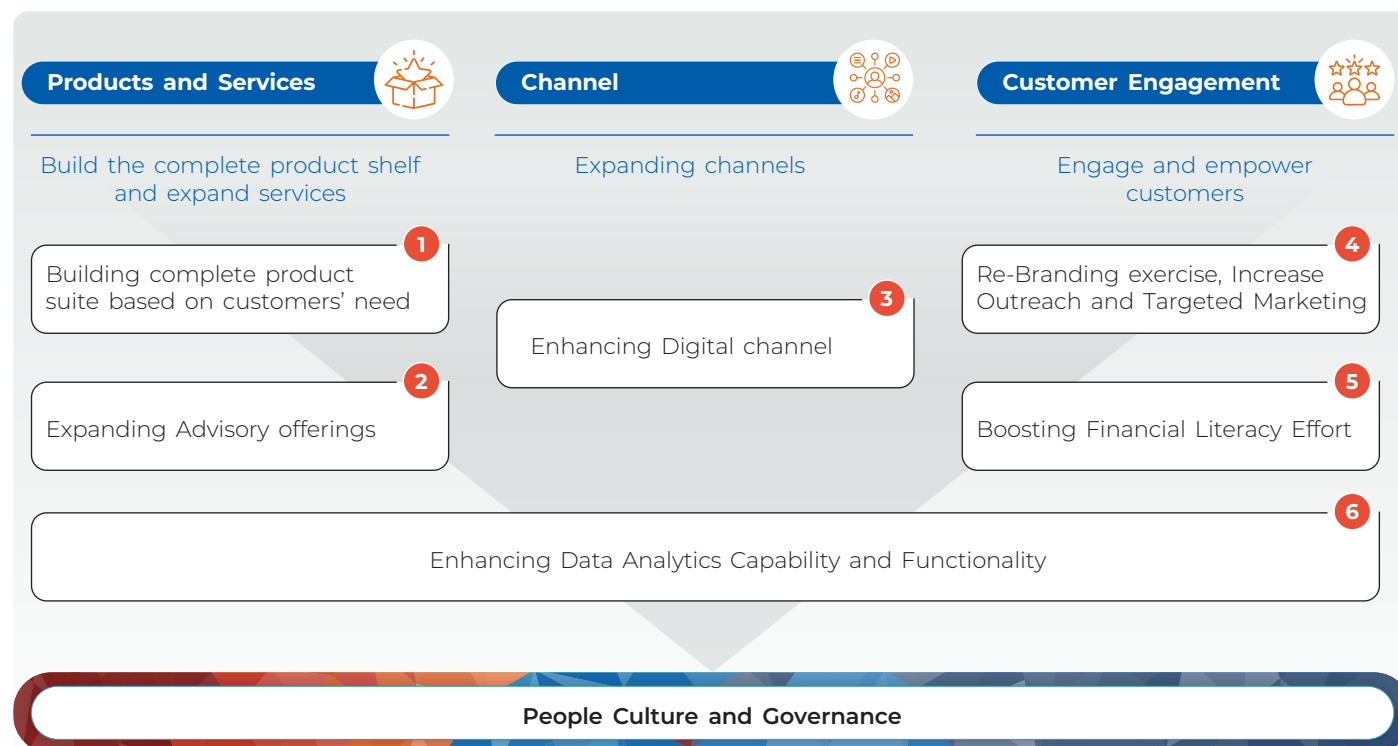 Products and Services
Build the complete product shelf
and expand services
1
Building complete product
suite based on customers’ need
2
Expanding Advisory offerings
Channel
Expanding channels
3
Enhancing Digital channel
Customer Engagement
Engage and empower
customers
4
Re-Branding exercise, Increase
Outreach and Targeted Marketing
5
Boosting Financial Literacy Effort
6
Enhancing Data Analytics Capability and Functionality
People Culture and Governance